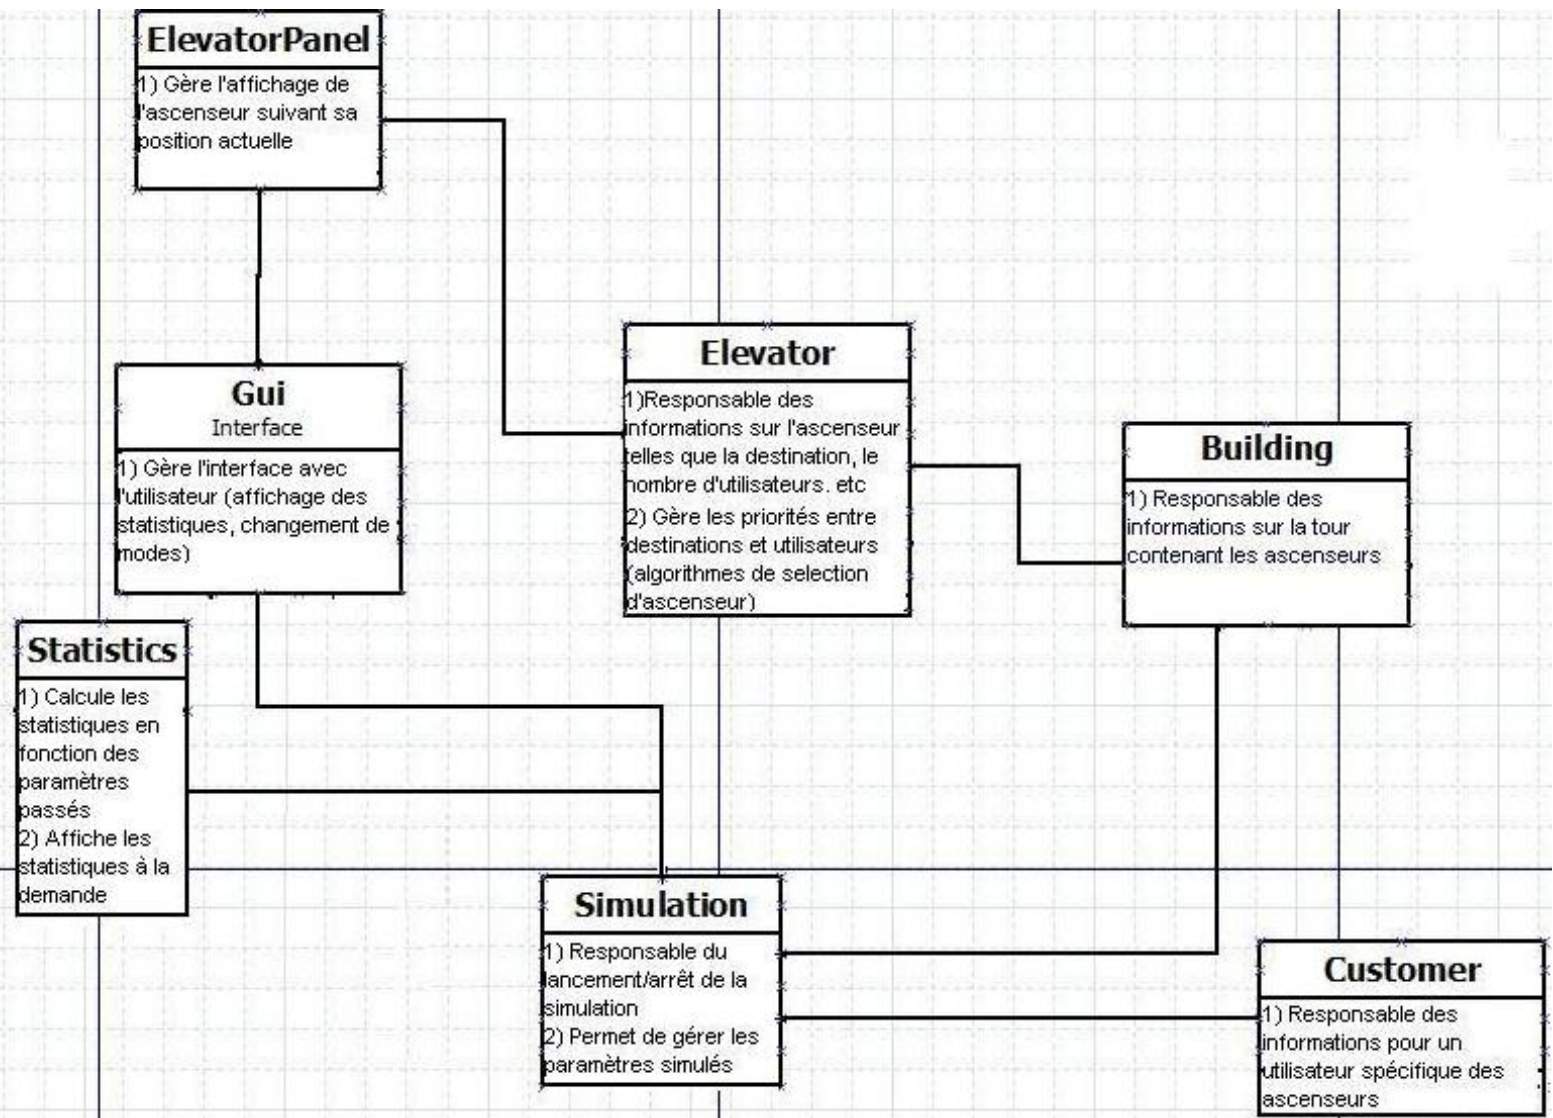 ElevatorPanel
1) Gère l'affichage de
l'ascenseur suivant sa
position actuelle
Gui
Interface
1) Gère l'interface avec
l'utilisateur (affichage des
statistiques, changement de
modes)
Elevator
1)Responsable des
informations sur l'ascenseur
telles que la destination, le
nombre d'utilisateurs. etc
2) Gère les priorités entre
destinations et utilisateurs
(algorithmes de selection
d'ascenseur)
Building
1) Responsable des
informations sur la tour
contenant les ascenseurs
Statistics
1) Calcule les
statistiques en
fonction des
paramètres
passés
2) Affiche les
statistiques à la
demande
Simulation
1) Responsable du
lancement/arrêt de la
simulation
2) Permet de gérer les
paramètres simulés
Customer
1) Responsable des
informations pour un
utilisateur spécifique des
ascenseurs